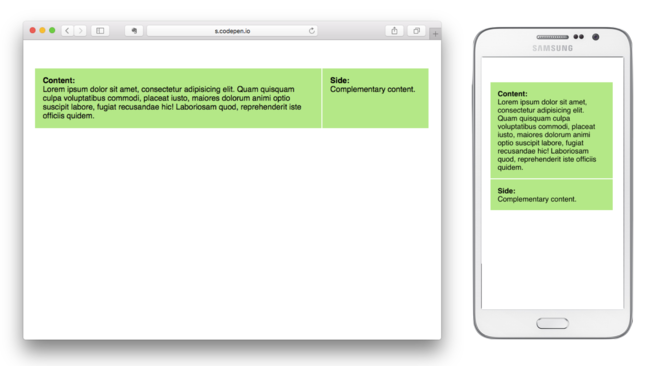 s.codepen.io
Content:
Lorem ipsum dolor sit amet, consectetur adipisicing elit. Quam quisquam
culpa voluptatibus commodi, placeat iusto, maiores dolorum animi optio
suscipit labore, fugiat recusandae hic! Laboriosam quod, reprehenderit iste
officiis quidem.
Side:
Complementary content.
SAMSUNG
Content:
Lorem ipsum dolor sit amet,
consectetur adipisicing elit.
Quam quisquam culpa
voluptatibus commodi, placeat
iusto, maiores dolorum animi
optio suscipit labore, fugiat
recusandae hic! Laboriosam
quod, reprehenderit iste officiis
quidem.
Side:
Complementary content.